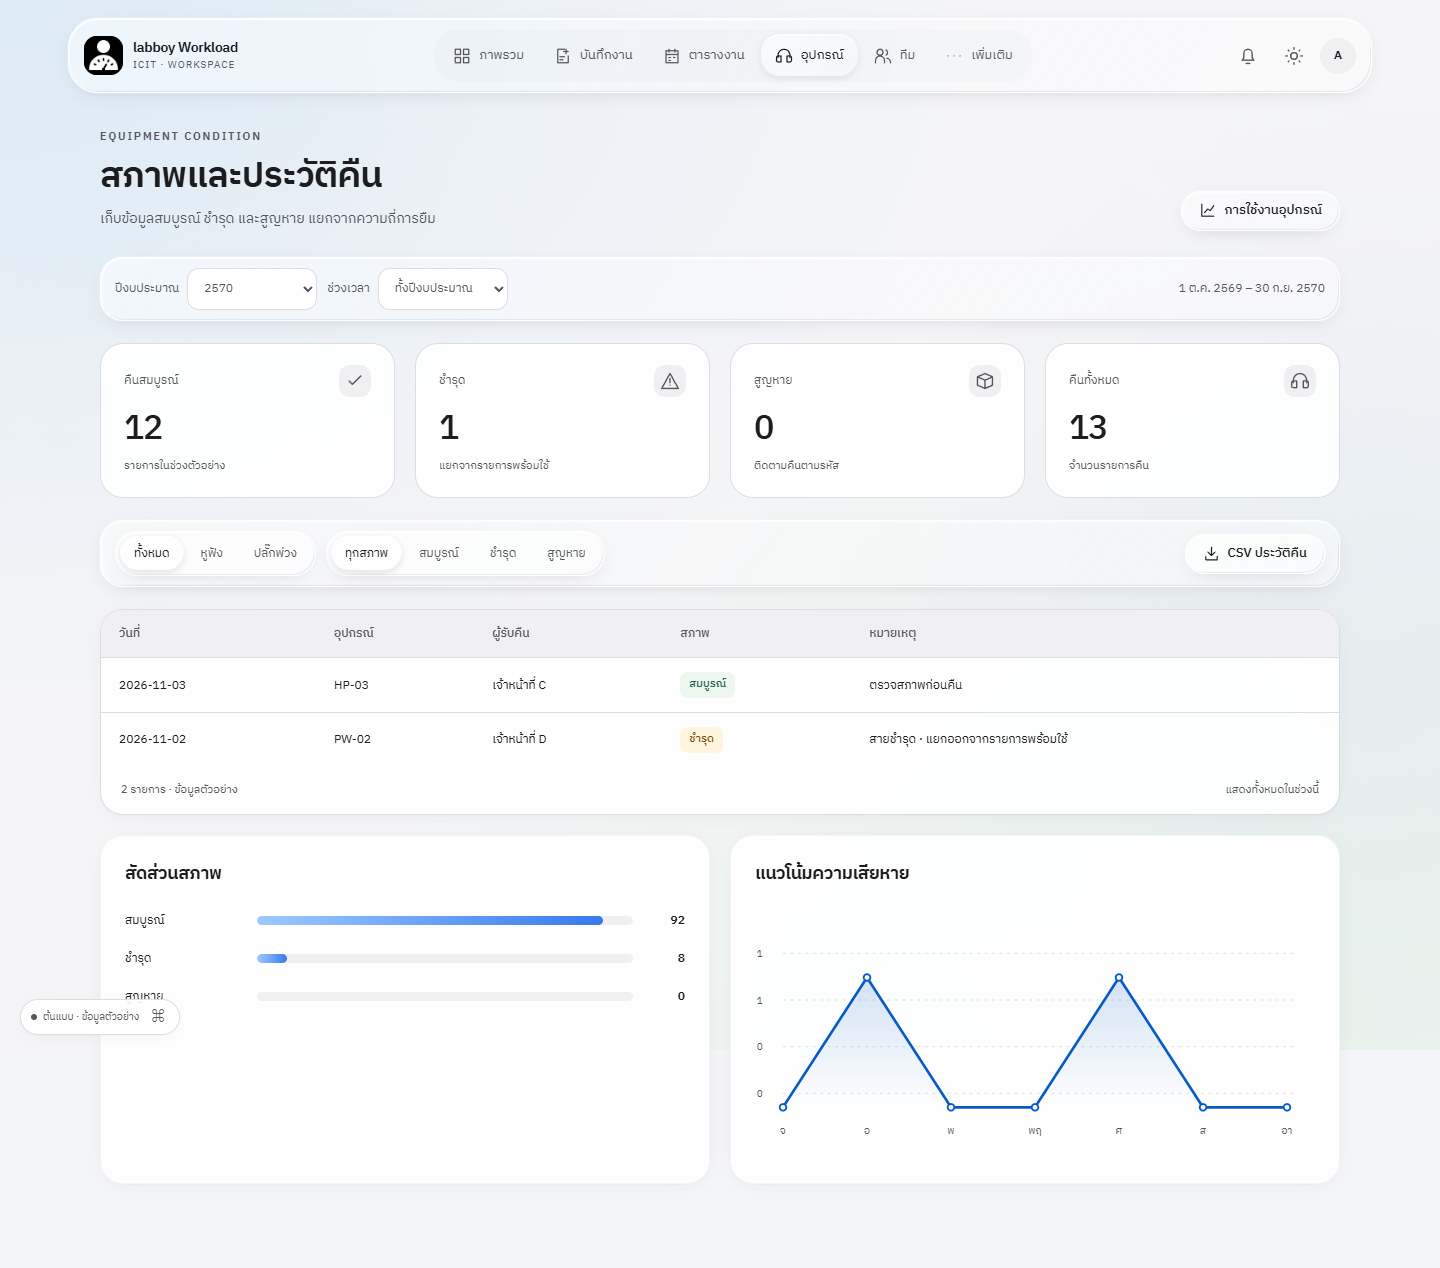 labboy Workload
ICIT · WORKSPACE
ภาพรวม
บันทึกงาน
ตารางงาน
อุปกรณ์
ทีม
เพิ่มเติม
A
EQUIPMENT CONDITION
สภาพและประวัติคืน
เก็บข้อมูลสมบูรณ์ ชำรุด และสูญหาย แยกจากความถี่การยืม
การใช้งานอุปกรณ์
ปีงบประมาณ
2570
ช่วงเวลา
ทั้งปีงบประมาณ
1 ต.ค. 2569 – 30 ก.ย. 2570
คืนสมบูรณ์
12
รายการในช่วงตัวอย่าง
ชำรุด
1
แยกจากรายการพร้อมใช้
สูญหาย
0
ติดตามคืนตามรหัส
คืนทั้งหมด
13
จำนวนรายการคืน
ทั้งหมด
หูฟัง
ปลั๊กพ่วง
ทุกสภาพ
สมบูรณ์
ชำรุด
สูญหาย
CSV ประวัติคืน
วันที่ อุปกรณ์ ผู้รับคืน สภาพ หมายเหตุ
2026-11-03 HP-03 เจ้าหน้าที่ C สมบูรณ์ ตรวจสภาพก่อนคืน
2026-11-02 PW-02 เจ้าหน้าที่ D ชำรุด สายชำรุด · แยกออกจากรายการพร้อมใช้
2 รายการ · ข้อมูลตัวอย่าง
แสดงทั้งหมดในช่วงนี้
สัดส่วนสภาพ
สมบูรณ์ 92
ชำรุด 8
สูญหาย 0
ต้นแบบ · ข้อมูลตัวอย่าง ⌘
แนวโน้มความเสียหาย
1
1
0
0
จ อ พ พฤ ศ ส อา